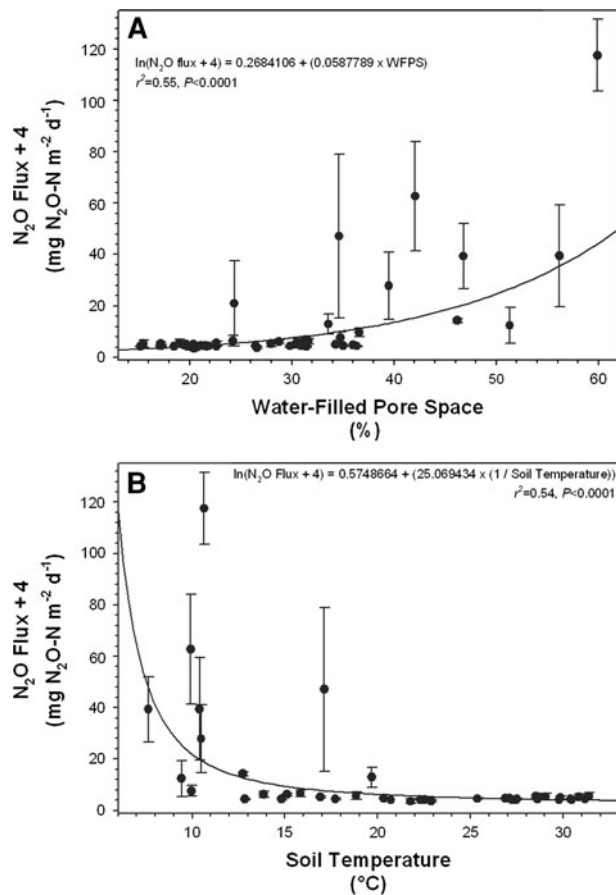 A
ln(N₂O flux + 4) = 0.2684106 + (0.0587789 x WFPS)
r²=0.55, P<0.0001
N₂O Flux + 4
(mg N₂O-N m⁻² d⁻¹)
120
100
80
60
40
20
0
20 30 40 50 60
Water-Filled Pore Space
(%)
B
ln(N₂O Flux + 4) = 0.5748664 + (25.069434 x (1 / Soil Temperature))
r²=0.54, P<0.0001
N₂O Flux + 4
(mg N₂O-N m⁻² d⁻¹)
120
100
80
60
40
20
0
10 15 20 25 30
Soil Temperature
(°C)